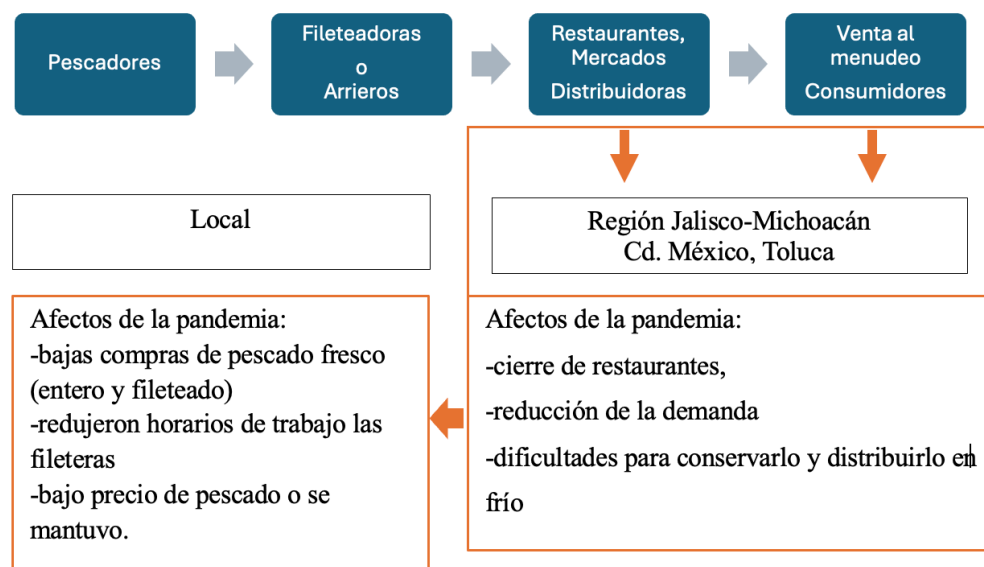 Pescadores
Fileteadoras
o
Arrieros
Restaurantes,
Mercados
Distribuidoras
Venta al
menudeo
Consumidores
Local
Región Jalisco-Michoacán
Cd. México, Toluca
Afectos de la pandemia:
-bajas compras de pescado fresco
(entero y fileteado)
-redujeron horarios de trabajo las
fileteras
-bajo precio de pescado o se
mantuvo.
Afectos de la pandemia:
-cierre de restaurantes,
-reducción de la demanda
-dificultades para conservarlo y distribuirlo en
frío